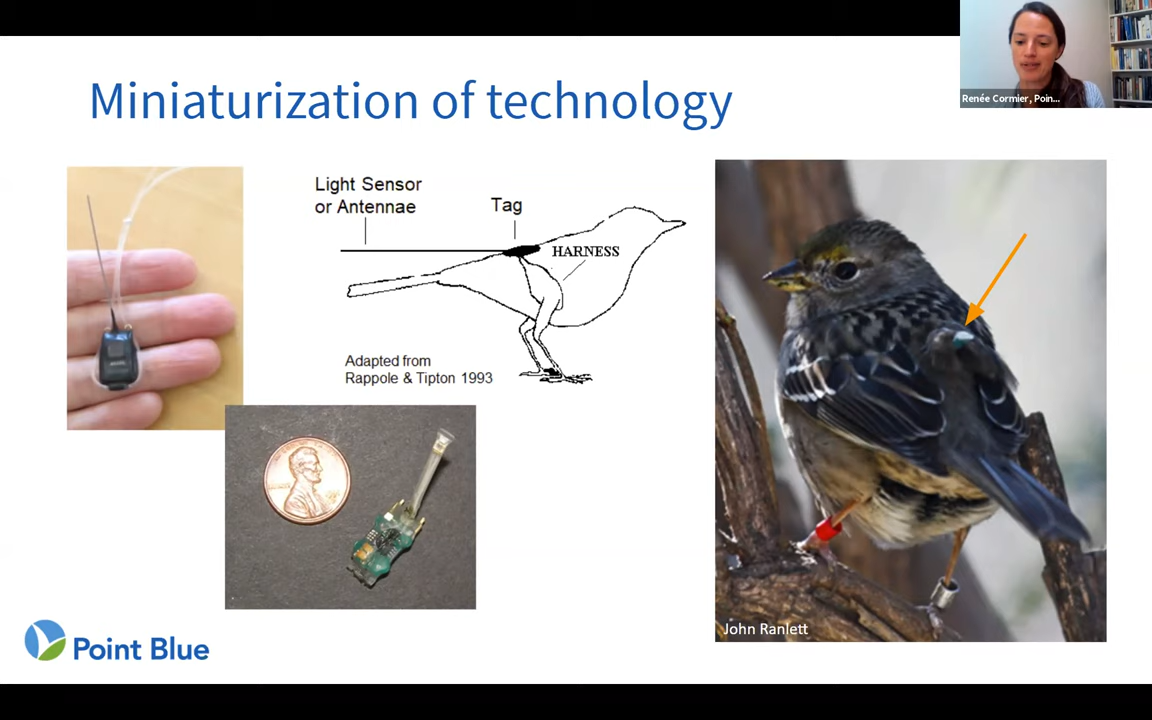 Miniaturization of technology
Renée Cormier, Poin...
Light Sensor
or Antennae
Tag
HARNESS
Adapted from
Rappole & Tipton 1993
John Ranlett
Point Blue